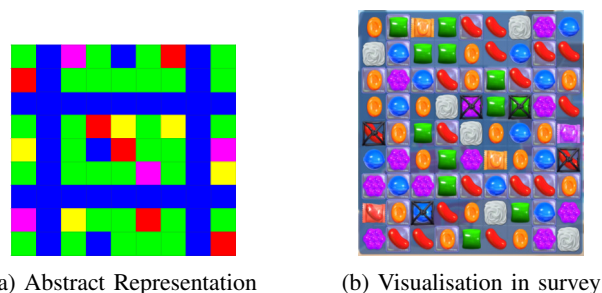 a) Abstract Representation
(b) Visualisation in survey